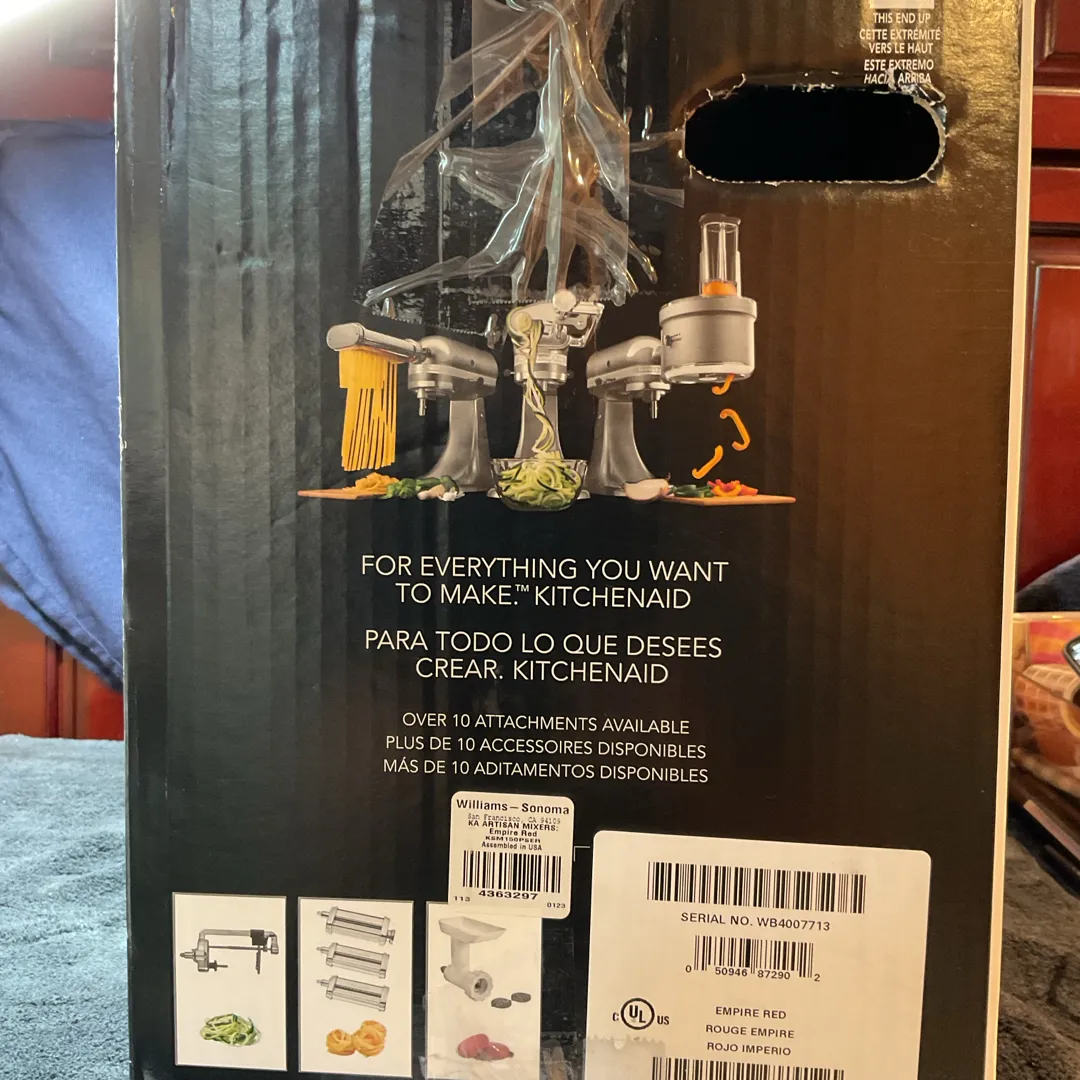 THIS END UP
CETTE EXTRÉMITÉ
VERS LE HAUT
ESTE EXTREMO
HACIA ARRIBA
FOR EVERYTHING YOU WANT
TO MAKE.™ KITCHENAID
PARA TODO LO QUE DESEES
CREAR. KITCHENAID
OVER 10 ATTACHMENTS AVAILABLE
PLUS DE 10 ACCESSOIRES DISPONIBLES
MÁS DE 10 ADITAMENTOS DISPONIBLES
Williams-Sonoma
San Francisco, CA 94109
KA ARTISAN MIXERS:
Empire Red
KSM150PSER
Assembled in USA
113 4363297 0123
SERIAL NO. WB4007713
0 50946 87290 2
C UL US
EMPIRE RED
ROUGE EMPIRE
ROJO IMPERIO